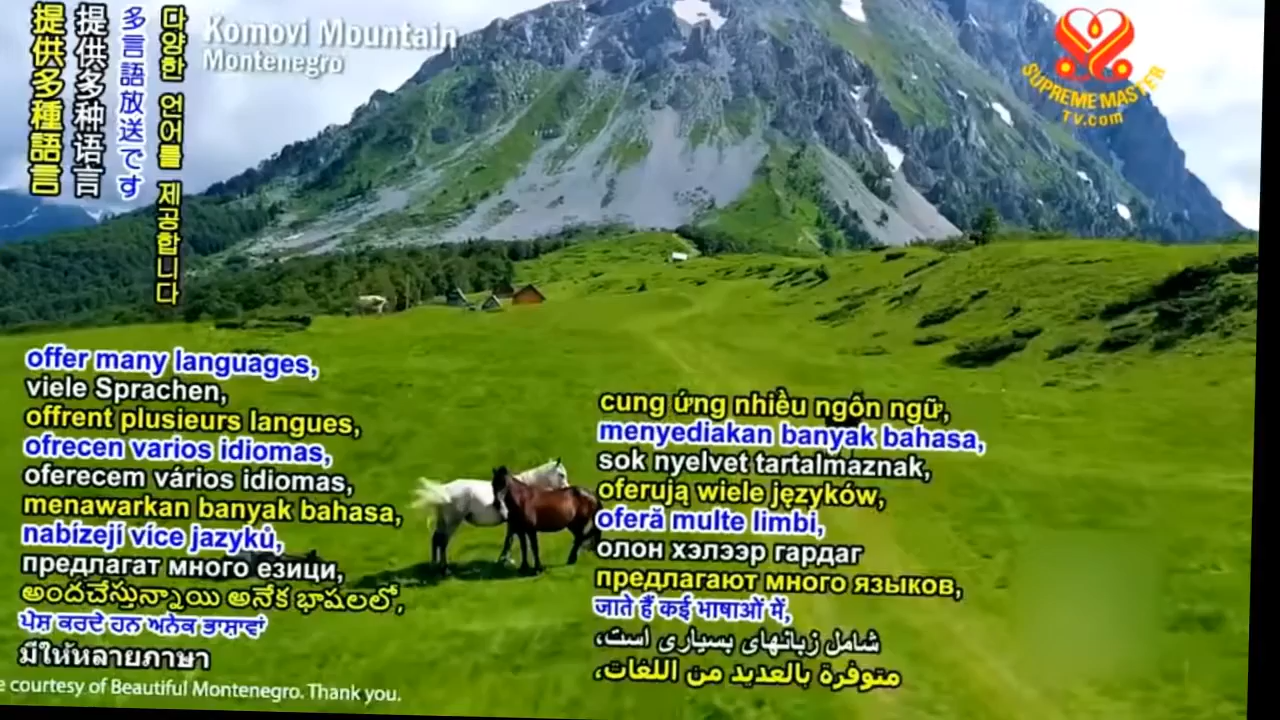 提供多種語言
提供多种语言
多言語放送です
다양한 언어를 제공합니다
Komovi Mountain
Montenegro
SUPREME MASTER
TV.com
offer many languages,
viele Sprachen,
offrent plusieurs langues,
ofrecen varios idiomas,
oferecem vários idiomas,
menawarkan banyak bahasa,
nabízejí více jazyků,
предлагат много езици,
అందచేస్తున్నాయి అనేక భాషలలో,
ਪੇਸ਼ ਕਰਦੇ ਹਨ ਅਨੇਕ ਭਾਸ਼ਾਵਾਂ
มีให้หลายภาษา
cung ứng nhiều ngôn ngữ,
menyediakan banyak bahasa,
sok nyelvet tartalmaznak,
oferują wiele języków,
oferă multe limbi,
олон хэлээр гардаг
предлагают много языков,
जाते हैं कई भाषाओं में,
شامل زبانهای بسیاری است،
متوفرة بالعديد من اللغات،
courtesy of Beautiful Montenegro. Thank you.